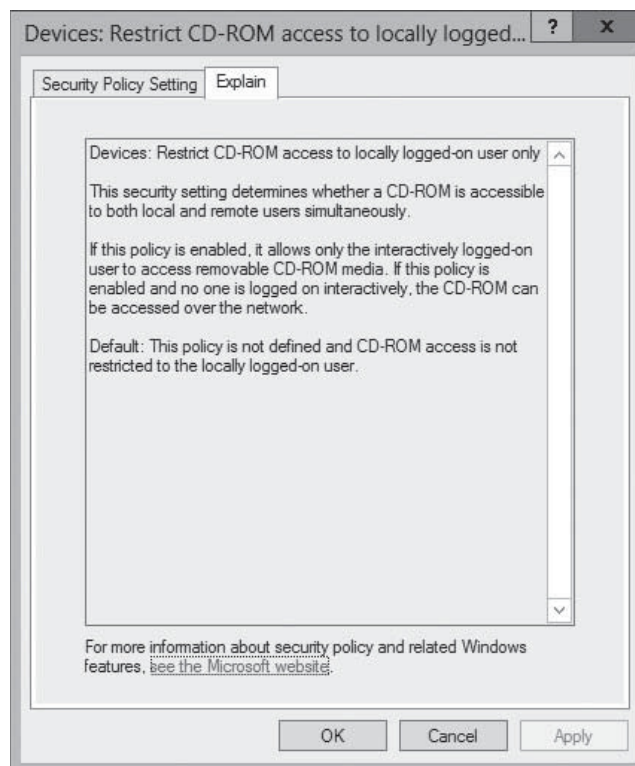 Devices: Restrict CD-ROM access to locally logged... ? x
Security Policy Setting Explain
Devices: Restrict CD-ROM access to locally logged-on user only
This security setting determines whether a CD-ROM is accessible
to both local and remote users simultaneously.
If this policy is enabled, it allows only the interactively logged-on
user to access removable CD-ROM media. If this policy is
enabled and no one is logged on interactively, the CD-ROM can
be accessed over the network.
Default: This policy is not defined and CD-ROM access is not
restricted to the locally logged-on user.
For more information about security policy and related Windows
features, see the Microsoft website.
OK Cancel Apply